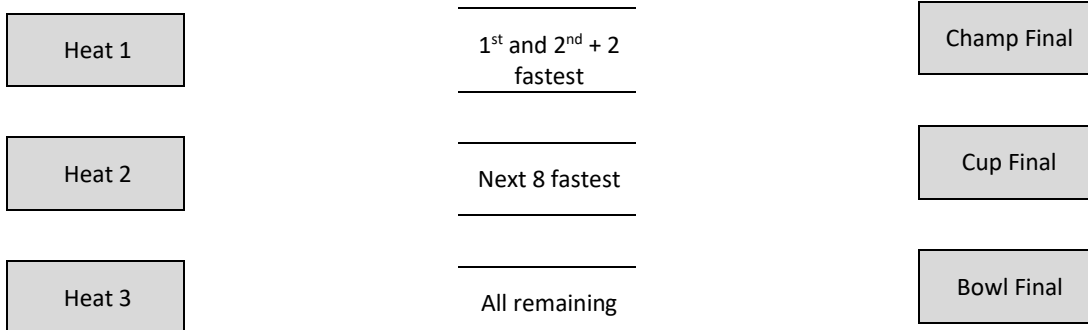 Heat 1
1st and 2nd + 2
fastest
Champ Final
Heat 2
Next 8 fastest
Cup Final
Heat 3
All remaining
Bowl Final